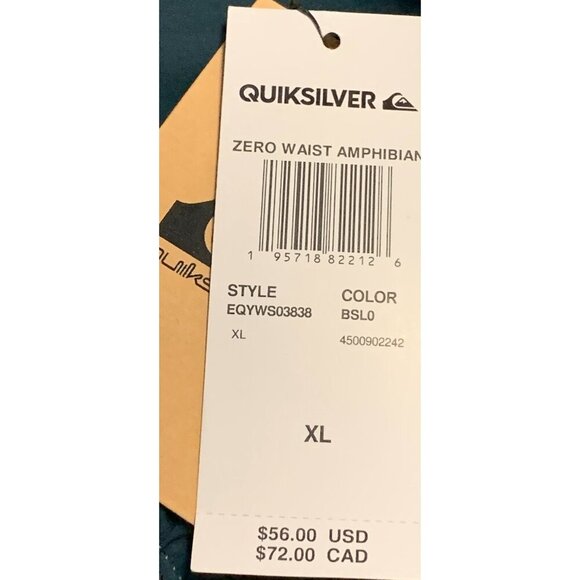 QUIKSILVER
ZERO WAIST AMPHIBIAN
1 95718 82212 6
STYLE COLOR
EQYWS03838 BSL0
XL 4500902242
XL
$56.00 USD
$72.00 CAD